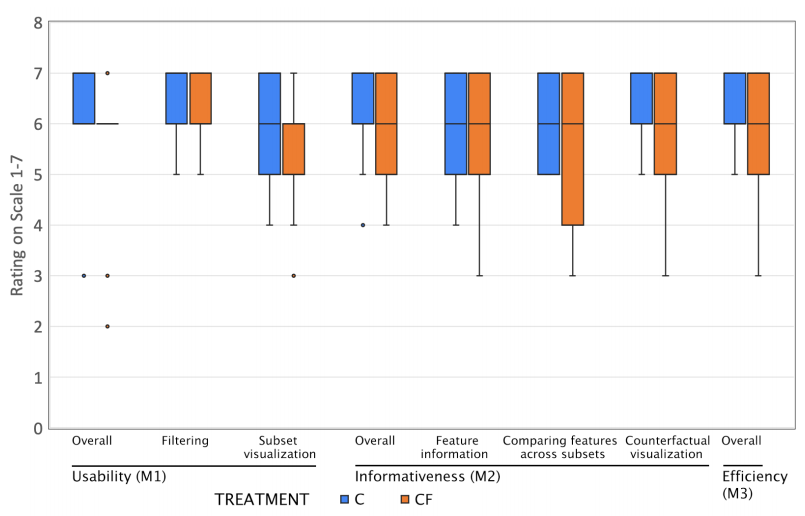 8
7
6
5
4
3
2
1
0
Rating on Scale 1-7
Overall
Filtering
Subset
visualization
Overall
Feature
information
Comparing features
across subsets
Counterfactual
visualization
Overall
Usability (M1)
Informativeness (M2)
Efficiency
(M3)
TREATMENT C CF